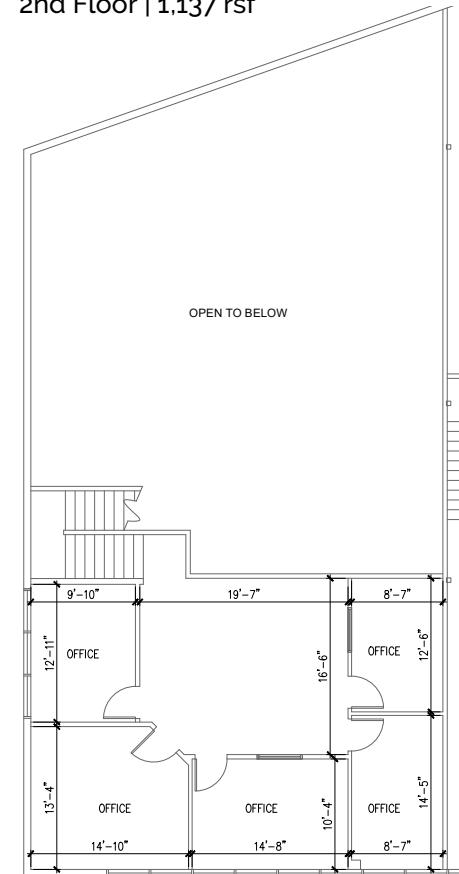 2nd Floor | 1,137 rsf
OPEN TO BELOW
9'-10" 19'-7" 8'-7"
12'-11" OFFICE 16'-6" OFFICE 12'-6"
13'-4" OFFICE OFFICE 10'-4" OFFICE 14'-5"
14'-10" 14'-8" 8'-7"